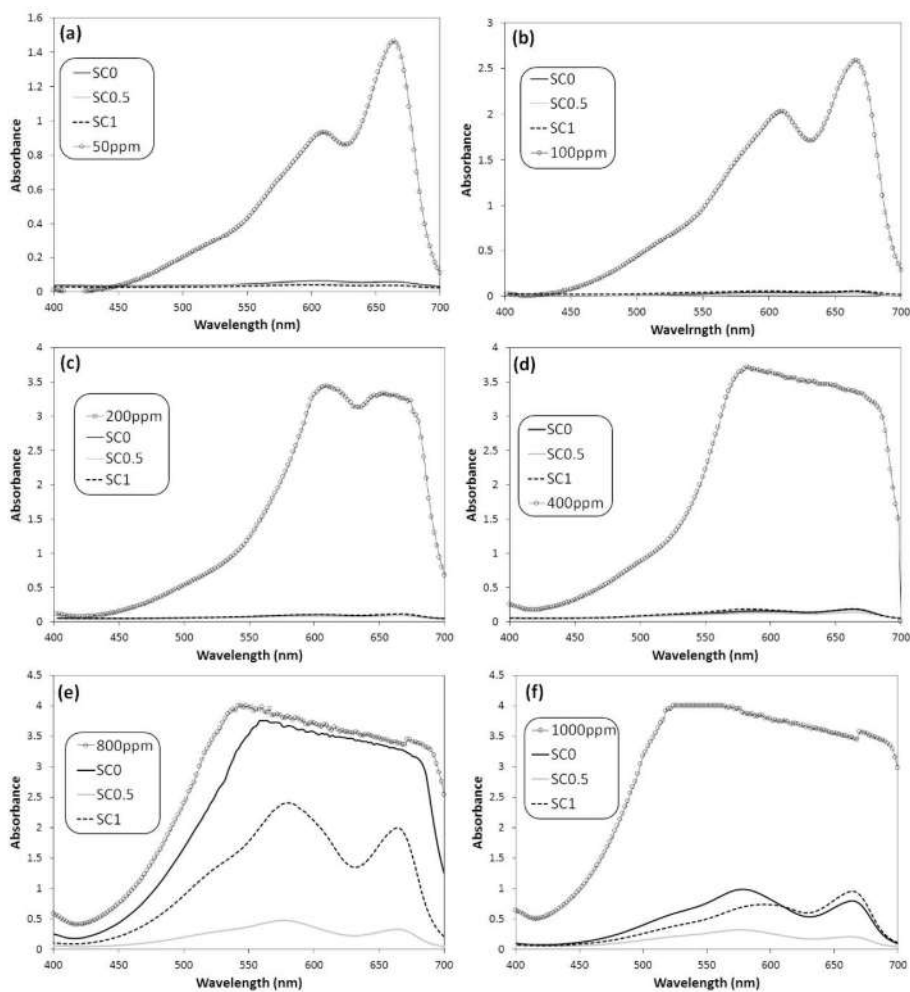 (a)
1.6
1.4
1.2
1
0.8
0.6
0.4
0.2
0
Absorbance
SC0
SC0.5
SC1
50ppm
400 450 500 550 600 650 700
Wavelength (nm)
(b)
3
2.5
2
1.5
1
0.5
0
Absorbance
SC0
SC0.5
SC1
100ppm
400 450 500 550 600 650 700
Wavelrngth (nm)
(c)
4
3.5
3
2.5
2
1.5
1
0.5
0
Absorbance
200ppm
SC0
SC0.5
SC1
400 450 500 550 600 650 700
Wavelength (nm)
(d)
4
3.5
3
2.5
2
1.5
1
0.5
0
Absorbance
SC0
SC0.5
SC1
400ppm
400 450 500 550 600 650 700
Wavelength (nm)
(e)
4.5
4
3.5
3
2.5
2
1.5
1
0.5
0
Absorbance
800ppm
SC0
SC0.5
SC1
400 450 500 550 600 650 700
Wavelength (nm)
(f)
4.5
4
3.5
3
2.5
2
1.5
1
0.5
0
Absorbance
1000ppm
SC0
SC0.5
SC1
400 450 500 550 600 650 700
Wavelength (nm)